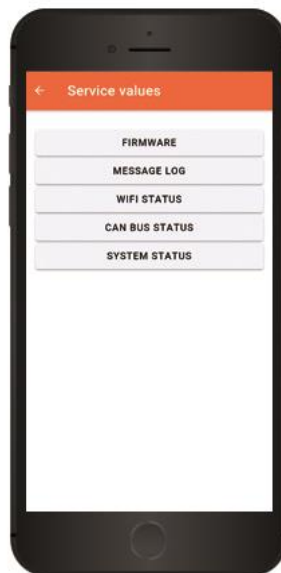 Service values
FIRMWARE
MESSAGE LOG
WIFI STATUS
CAN BUS STATUS
SYSTEM STATUS